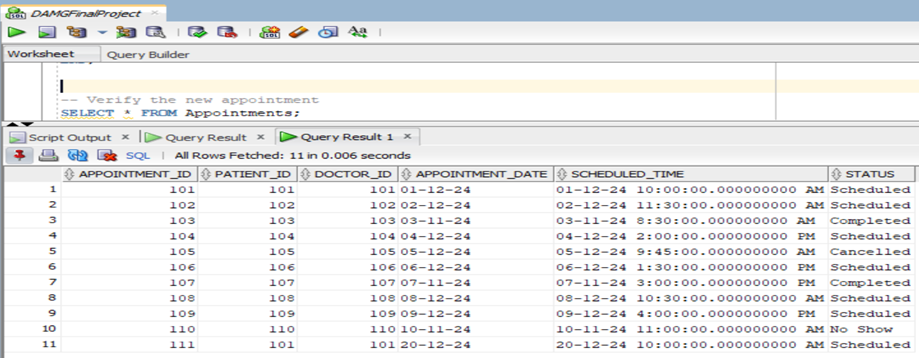 DAMGFinalProject
Worksheet Query Builder
-- Verify the new appointment
SELECT * FROM Appointments;
Script Output × Query Result × Query Result 1 ×
SQL | All Rows Fetched: 11 in 0.006 seconds
APPOINTMENT_ID PATIENT_ID DOCTOR_ID APPOINTMENT_DATE SCHEDULED_TIME STATUS
1 101 101 101 01-12-24 01-12-24 10:00:00.000000000 AM Scheduled
2 102 102 102 02-12-24 02-12-24 11:30:00.000000000 AM Scheduled
3 103 103 103 03-11-24 03-11-24 8:30:00.000000000 AM Completed
4 104 104 104 04-12-24 04-12-24 2:00:00.000000000 PM Scheduled
5 105 105 105 05-12-24 05-12-24 9:45:00.000000000 AM Cancelled
6 106 106 106 06-12-24 06-12-24 1:30:00.000000000 PM Scheduled
7 107 107 107 07-11-24 07-11-24 3:00:00.000000000 PM Completed
8 108 108 108 08-12-24 08-12-24 10:30:00.000000000 AM Scheduled
9 109 109 109 09-12-24 09-12-24 4:00:00.000000000 PM Scheduled
10 110 110 110 10-11-24 10-11-24 11:00:00.000000000 AM No Show
11 111 101 101 20-12-24 20-12-24 10:00:00.000000000 AM Scheduled